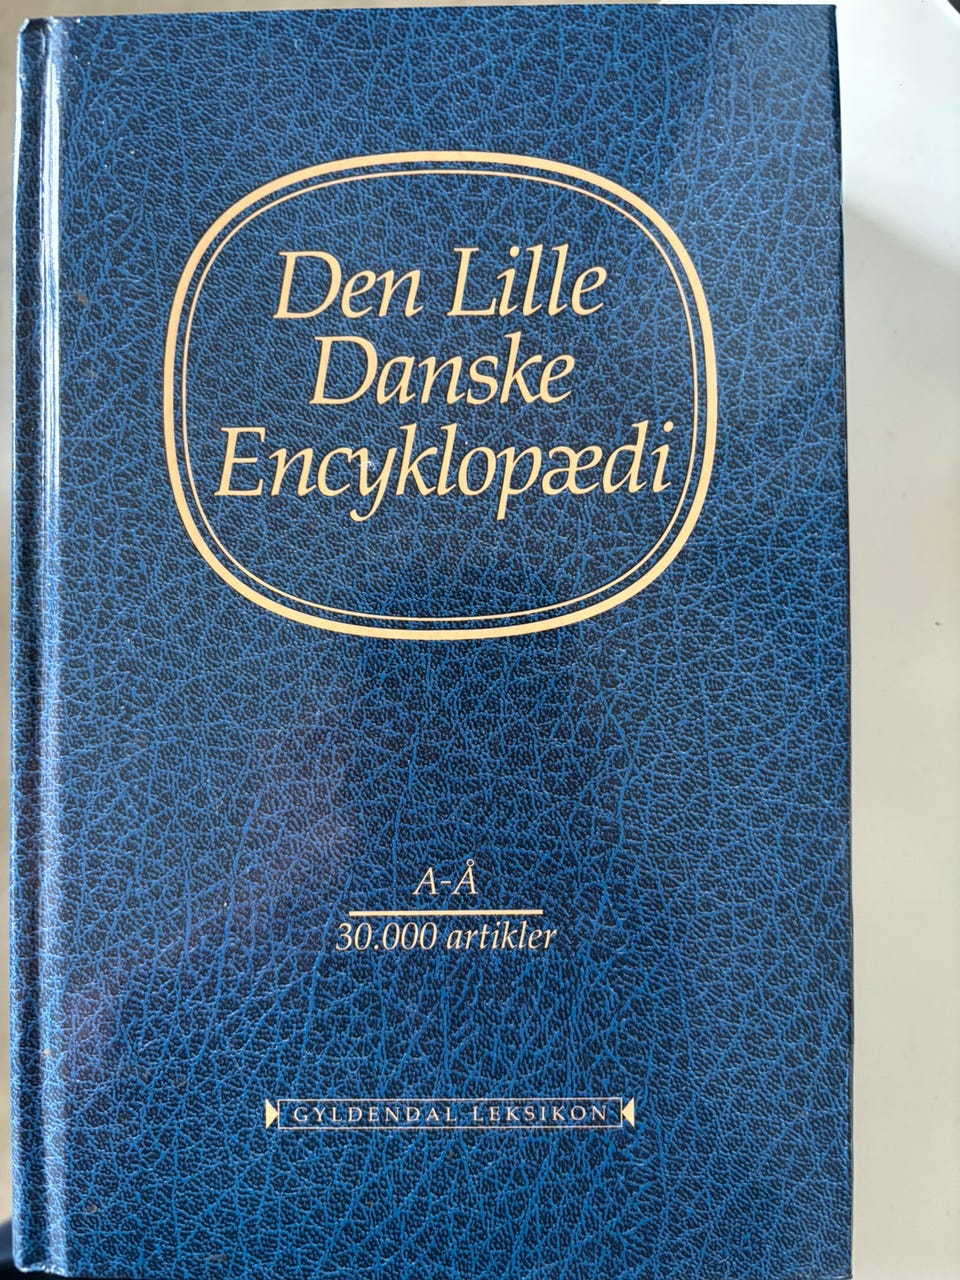 Den Lille
Danske
Encyklopædi
A-Å
30.000 artikler
GYLDENDAL LEKSIKON